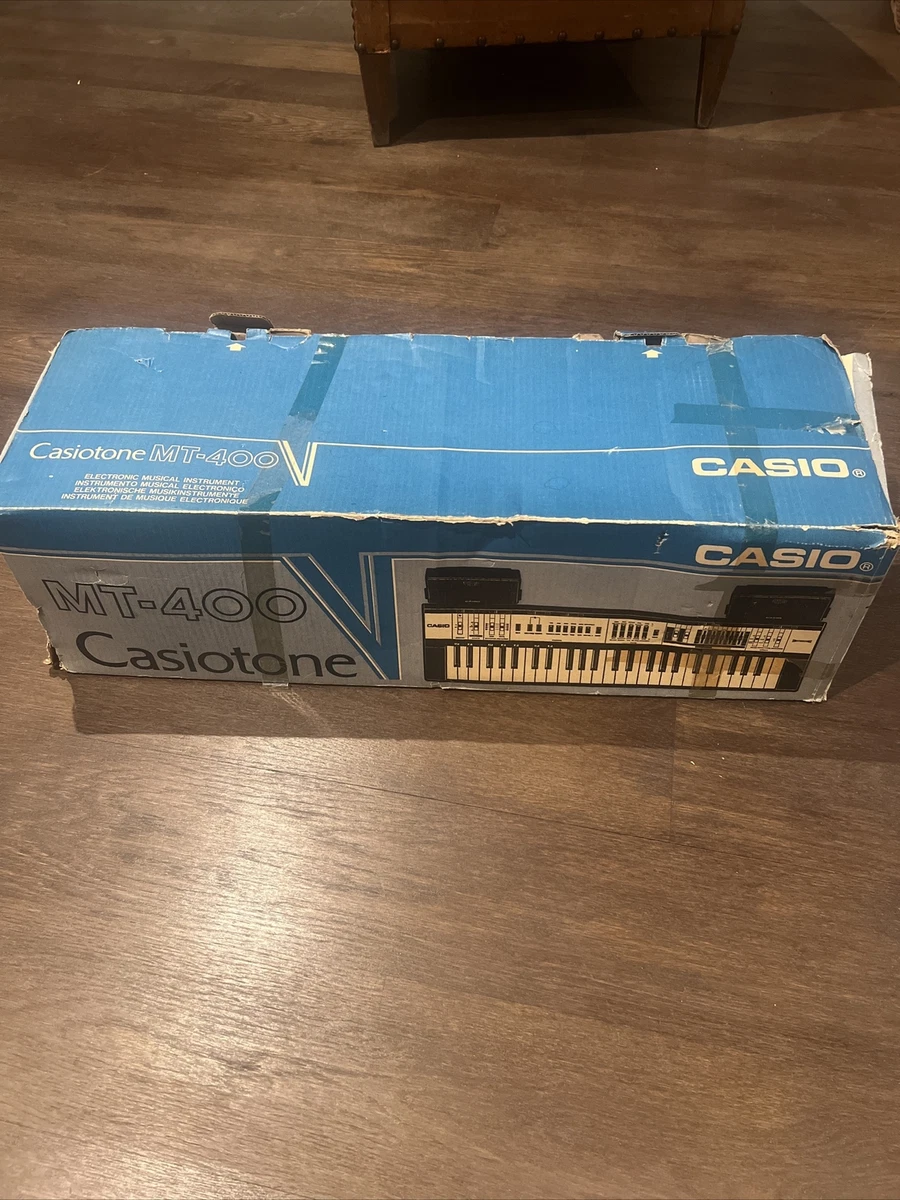 Casiotone MT-400V
ELECTRONIC MUSICAL INSTRUMENT
INSTRUMENTO MUSICAL ELECTRONICO
ELEKTRONISCHE MUSIKINSTRUMENTE
INSTRUMENT DE MUSIQUE ELECTRONIQUE
CASIO®
CASIO®
MT-400V
Casiotone
CASIO